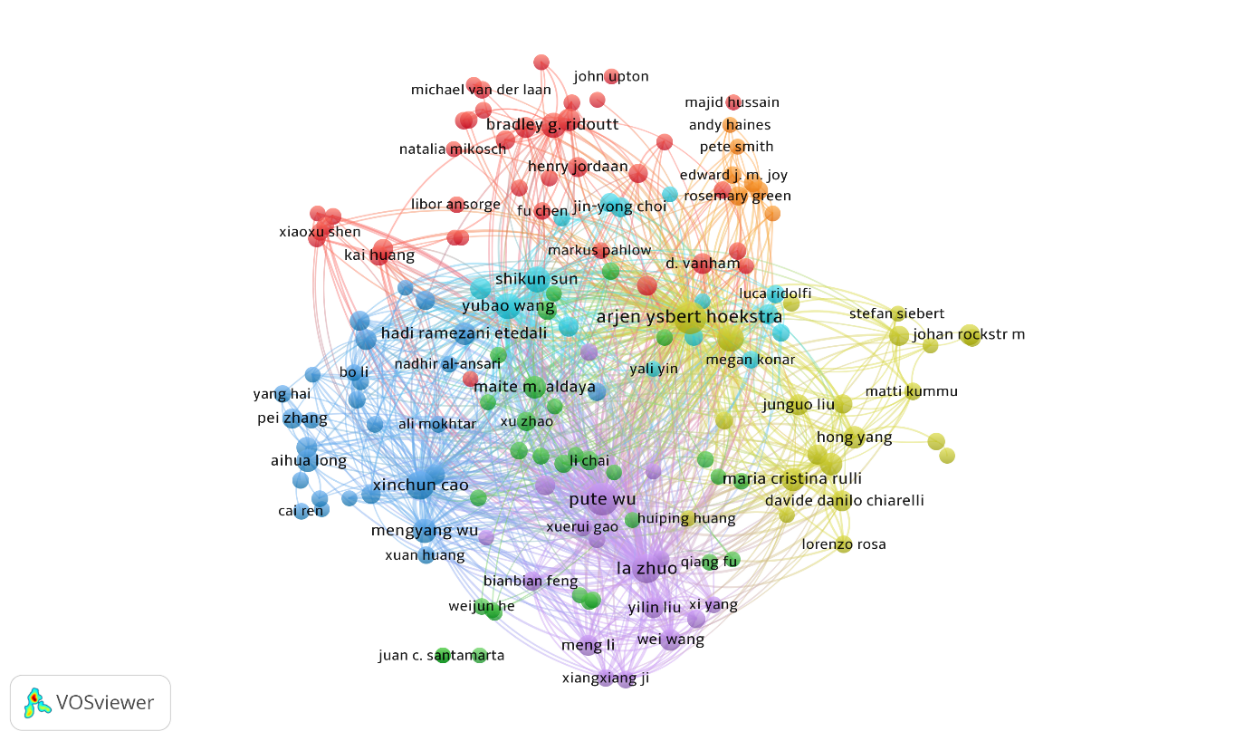 john upton
michael van der laan
majid hussain
bradley g. ridoutt
andy haines
pete smith
natalia mikosch
henry jordaan
edward j. m. joy
rosemary green
libor ansorge
fu chen
jin-yong choi
xiaoxu shen
kai huang
markus pahlow
d. vanham
shikun sun
luca ridolfi
yubao wang
arjen ysbert hoekstra
stefan siebert
hadi ramezani etedali
johan rockstr m
nadhir al-ansari
megan konar
bo li
yali yin
maite m. aldaya
yang hai
matti kummu
junguo liu
pei zhang
ali mokhtar
xu zhao
hong yang
aihua long
li chai
maria cristina rulli
xinchun cao
pute wu
davide danilo chiarelli
cai ren
huiping huang
mengyang wu
xuerui gao
lorenzo rosa
xuan huang
la zhuo
qiang fu
bianbian feng
weijun he
yilin liu
xi yang
meng li
wei wang
juan c. santamarta
xiangxiang ji
VOSviewer